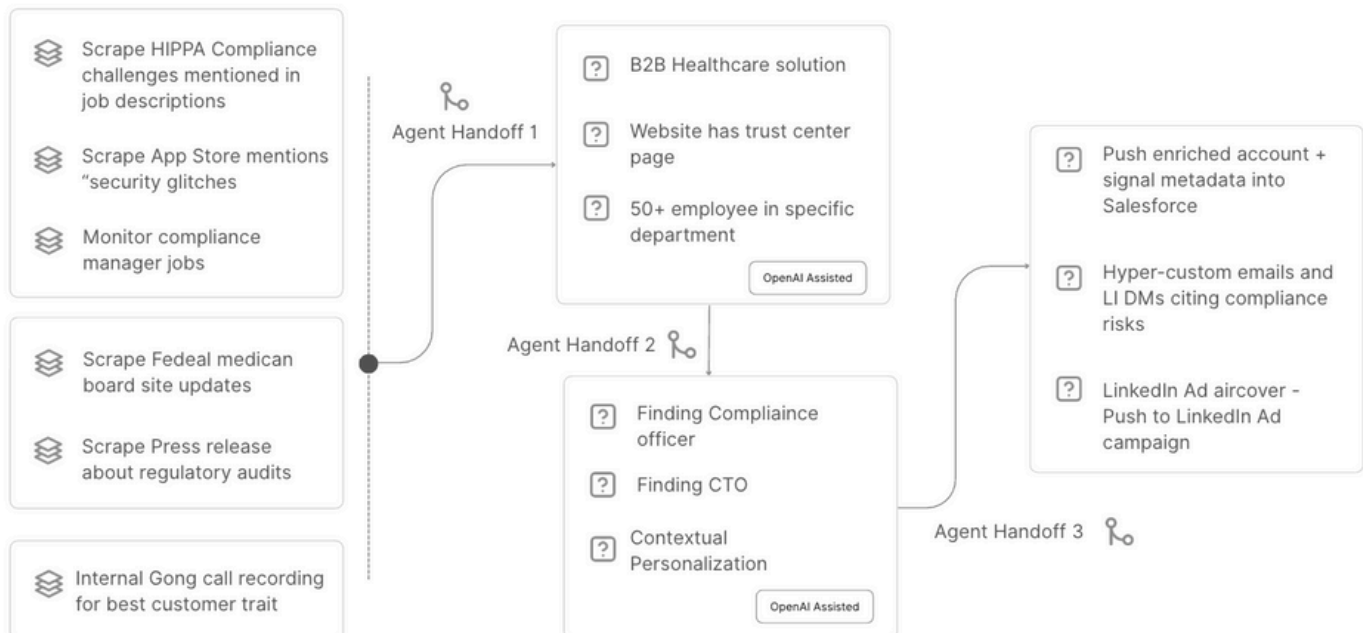 Scrape HIPPA Compliance
challenges mentioned in
job descriptions
Scrape App Store mentions
“security glitches
Monitor compliance
manager jobs
Scrape Fedeal medican
board site updates
Scrape Press release
about regulatory audits
Internal Gong call recording
for best customer trait
Agent Handoff 1
B2B Healthcare solution
Website has trust center
page
50+ employee in specific
department
OpenAI Assisted
Agent Handoff 2
Finding Compliaince
officer
Finding CTO
Contextual
Personalization
OpenAI Assisted
Agent Handoff 3
Push enriched account +
signal metadata into
Salesforce
Hyper-custom emails and
LI DMs citing compliance
risks
LinkedIn Ad aircover -
Push to LinkedIn Ad
campaign